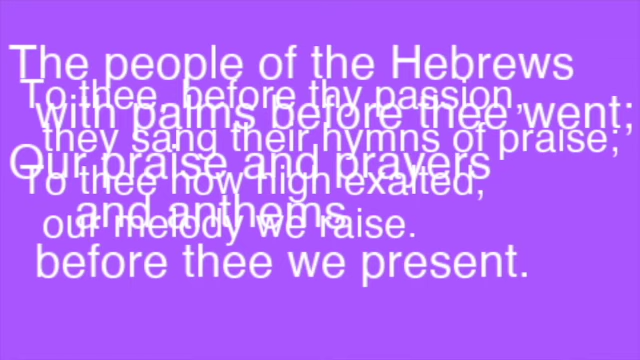 The people of the Hebrews
To thee, before thy passion,
with palms before thee went;
they sang their hymns of praise;
Our praise and prayers
To thee now high exalted,
and anthems
our melody we raise.
before thee we present.